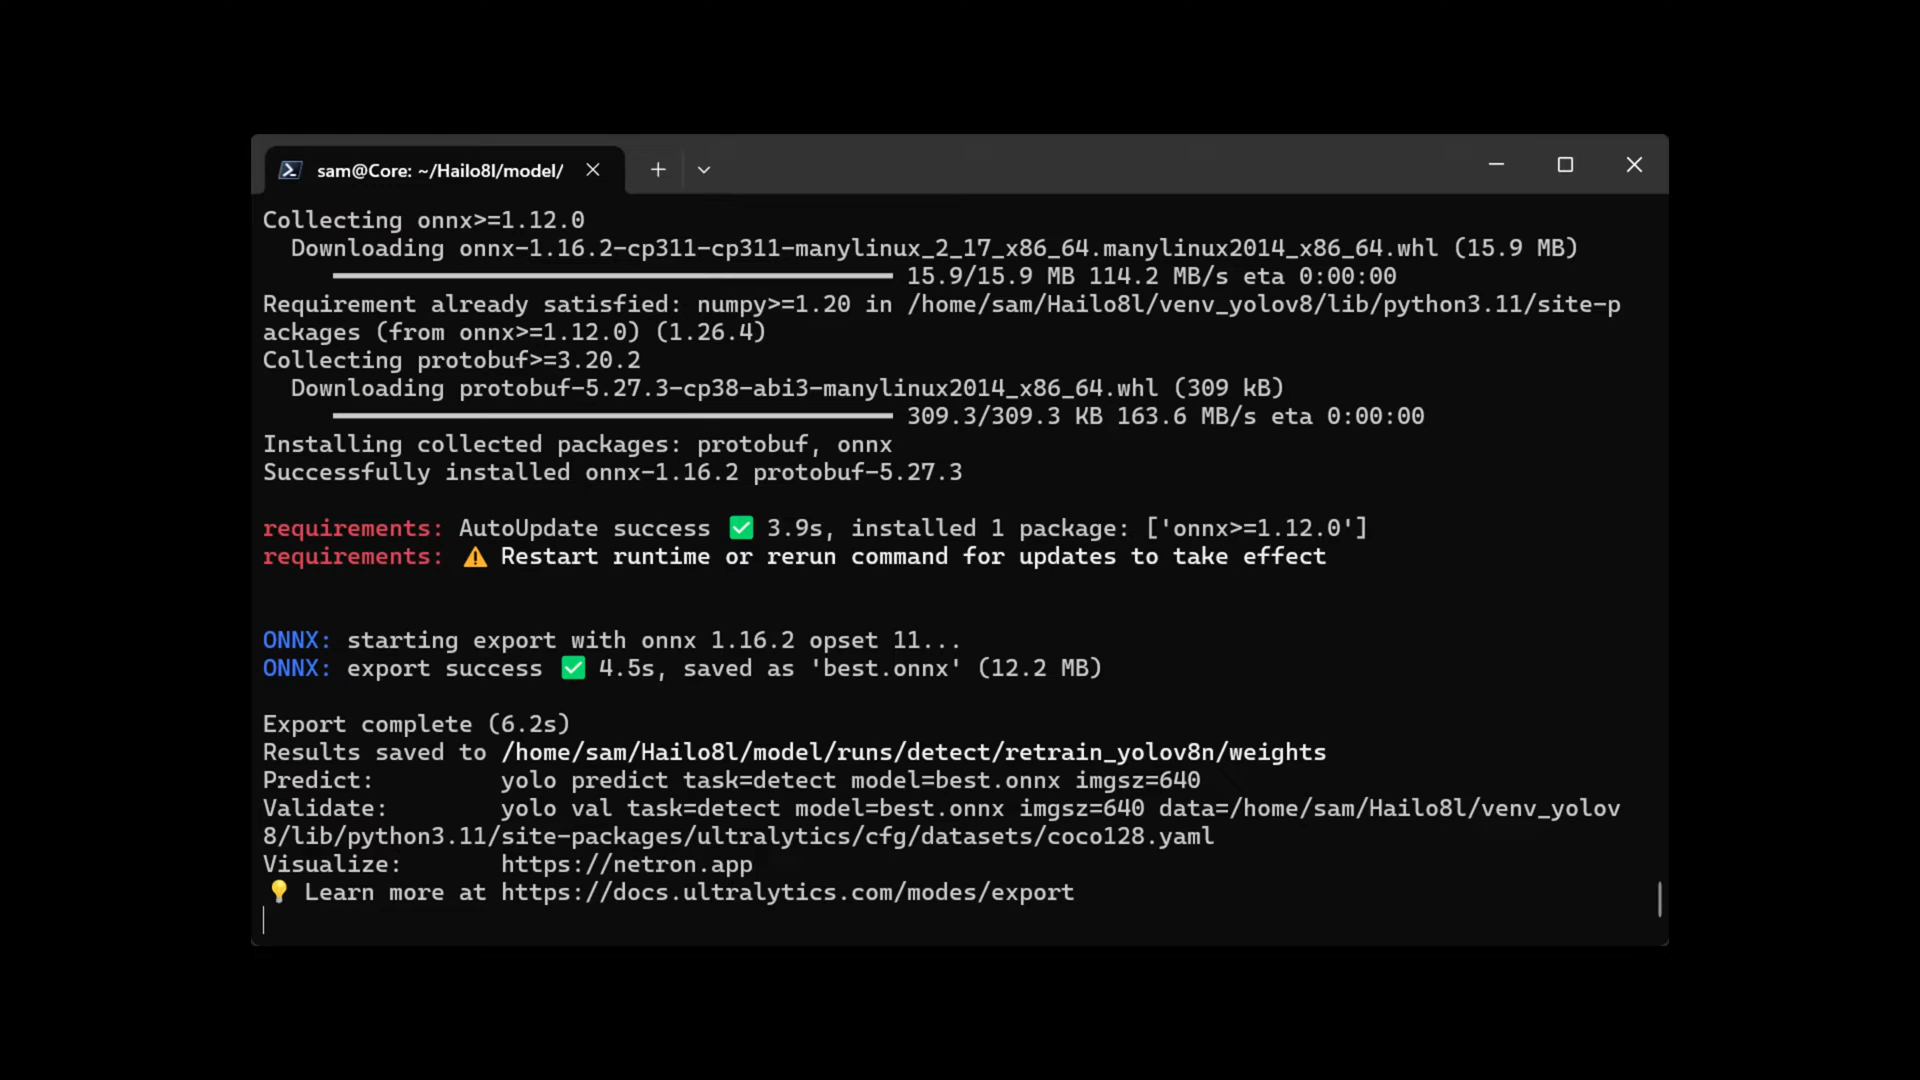 sam@Core: ~/Hailo8l/model/
Collecting onnx>=1.12.0
  Downloading onnx-1.16.2-cp311-cp311-manylinux_2_17_x86_64.manylinux2014_x86_64.whl (15.9 MB)
15.9/15.9 MB 114.2 MB/s eta 0:00:00
Requirement already satisfied: numpy>=1.20 in /home/sam/Hailo8l/venv_yolov8/lib/python3.11/site-p
ackages (from onnx>=1.12.0) (1.26.4)
Collecting protobuf>=3.20.2
  Downloading protobuf-5.27.3-cp38-abi3-manylinux2014_x86_64.whl (309 kB)
309.3/309.3 KB 163.6 MB/s eta 0:00:00
Installing collected packages: protobuf, onnx
Successfully installed onnx-1.16.2 protobuf-5.27.3
requirements: AutoUpdate success ✅ 3.9s, installed 1 package: ['onnx>=1.12.0']
requirements: ⚠️ Restart runtime or rerun command for updates to take effect
ONNX: starting export with onnx 1.16.2 opset 11...
ONNX: export success ✅ 4.5s, saved as 'best.onnx' (12.2 MB)
Export complete (6.2s)
Results saved to /home/sam/Hailo8l/model/runs/detect/retrain_yolov8n/weights
Predict:         yolo predict task=detect model=best.onnx imgsz=640
Validate:        yolo val task=detect model=best.onnx imgsz=640 data=/home/sam/Hailo8l/venv_yolov
8/lib/python3.11/site-packages/ultralytics/cfg/datasets/coco128.yaml
Visualize:       https://netron.app
💡 Learn more at https://docs.ultralytics.com/modes/export